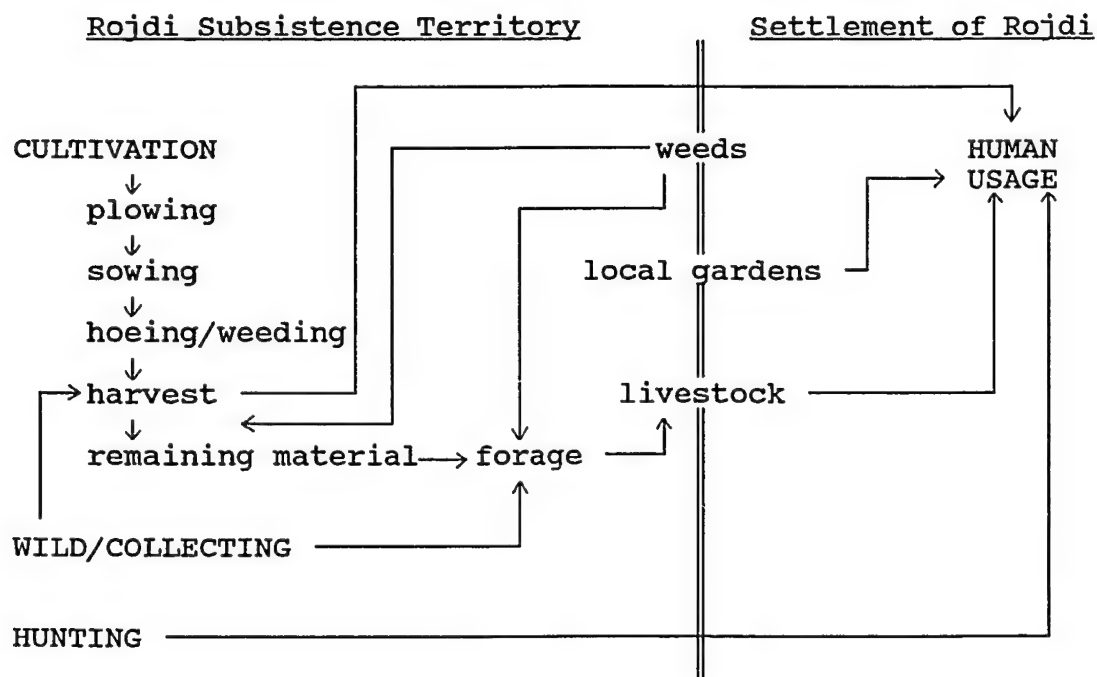 Rojdi Subsistence Territory Settlement of Rojdi
CULTIVATION weeds HUMAN
USAGE
plowing
sowing local gardens
hoeing/weeding
harvest livestock
remaining material forage
WILD/COLLECTING
HUNTING